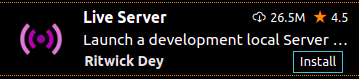 Live Server 26.5M ★ 4.5
Launch a development local Server ...
Ritwick Dey Install